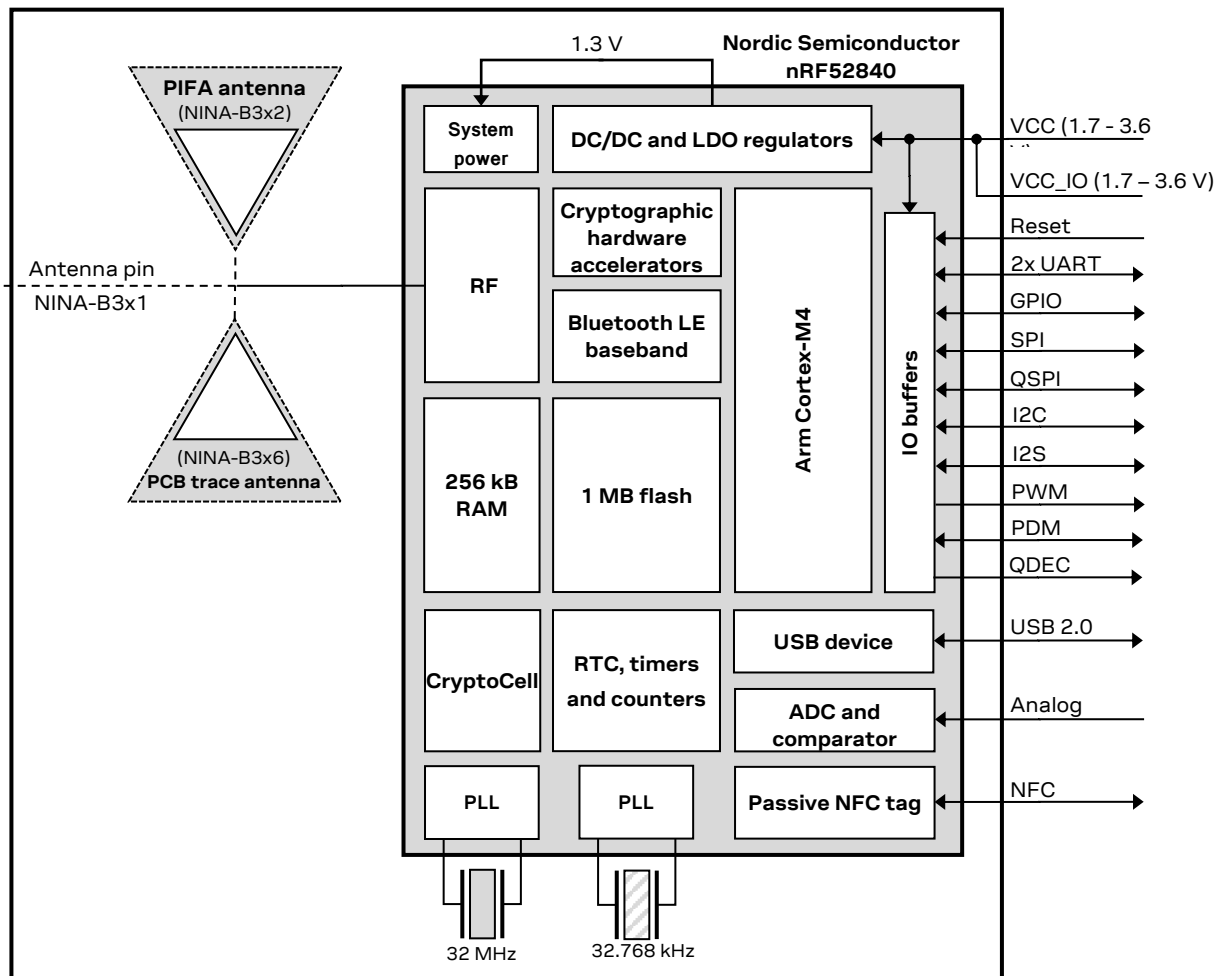 1.3 V
Nordic Semiconductor
nRF52840
PIFA antenna
(NINA-B3x2)
System
power
DC/DC and LDO regulators
VCC (1.7 - 3.6
VCC_IO (1.7 – 3.6 V)
Cryptographic
hardware
accelerators
Reset
2x UART
GPIO
SPI
QSPI
I2C
I2S
PWM
PDM
QDEC
Antenna pin
NINA-B3x1
RF
Bluetooth LE
baseband
Arm Cortex-M4
IO buffers
(NINA-B3x6)
PCB trace antenna
256 kB
RAM
1 MB flash
CryptoCell
RTC, timers
and counters
USB device
USB 2.0
ADC and
comparator
Analog
PLL
PLL
Passive NFC tag
NFC
32 MHz
32.768 kHz